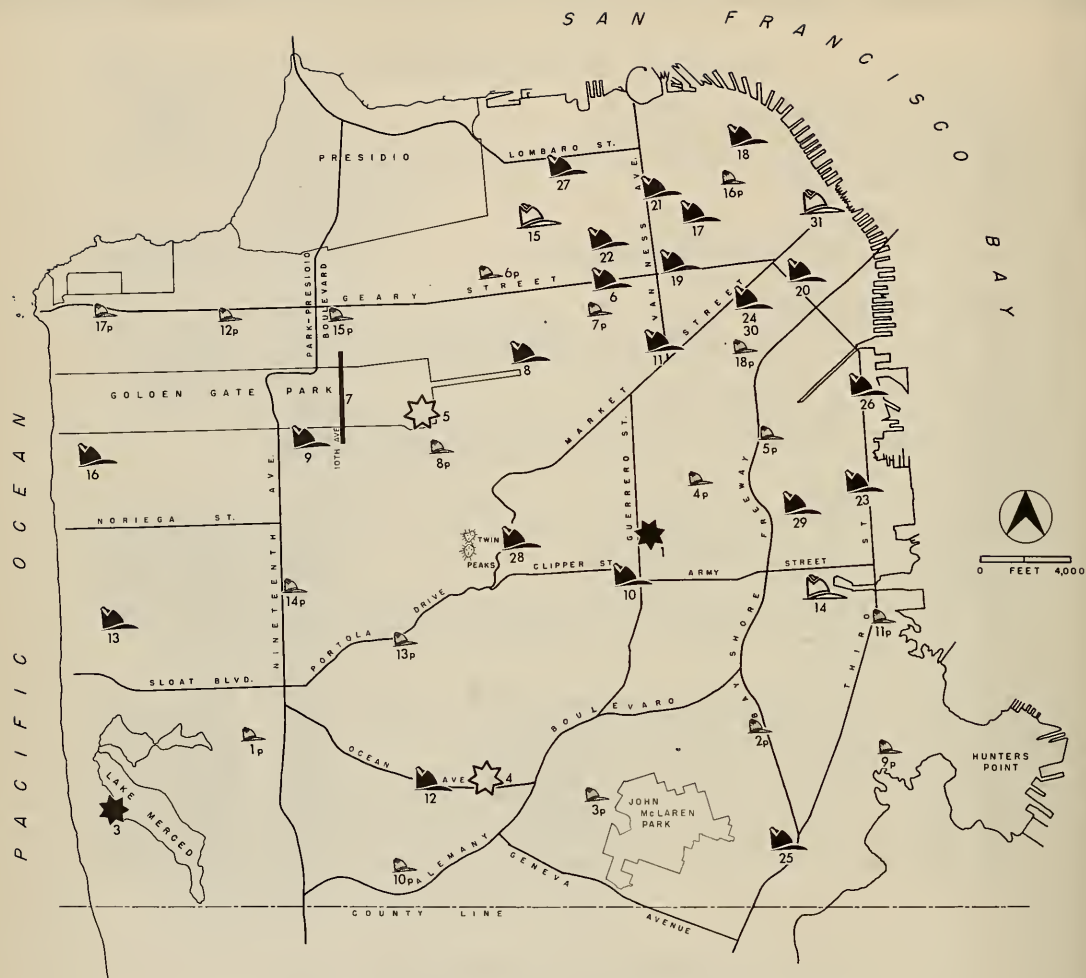 SAN FRANCISCO BAY
PRESIDIO
LOMBARO ST.
18
27
16p
21
17
15
31
22
VAN NESS AVE.
6p
19
6
20
GEARY STREET
PARK-PRESIDIO BOULEVARD
17p
12p
15p
7p
24
30
18p
11
8
MARKET STREET
26
GOLDEN GATE PARK
7
5
10TH AVE
9
8p
16
5p
4p
GUERRERO ST.
23
29
NORIEGA ST.
NINETEENTH AVE.
TWIN PEAKS
28
1
CLIPPER ST.
ARMY STREET
10
14
0 FEET 4,000
14p
13
PORTOLA DRIVE
13p
11p
THIRO ST
BAY SHORE FREEWAY
SLOAT BLVD.
BOULEVARO
1p
2p
9p
HUNTERS POINT
OCEAN AVE
12
4
3p
JOHN McLAREN PARK
LAKE MERCED
3
25
10p
ALEMANY
GENEVA AVENUE
COUNTY LINE
PACIFIC OCEAN